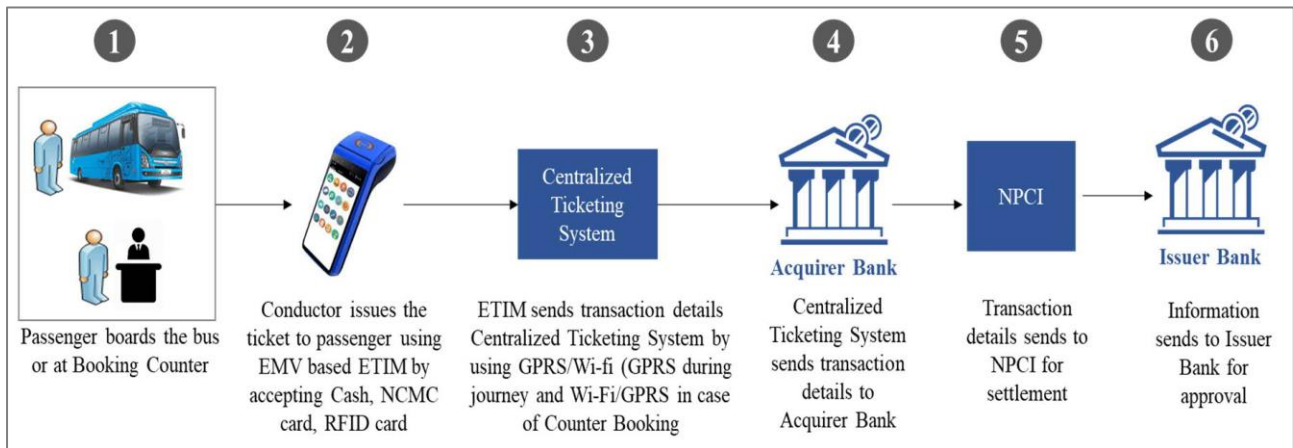 1
2
3
4
5
6
Centralized
Ticketing
System
NPCI
Acquirer Bank
Issuer Bank
Passenger boards the bus
or at Booking Counter
Conductor issues the
ticket to passenger using
EMV based ETIM by
accepting Cash, NCMC
card, RFID card
ETIM sends transaction details
Centralized Ticketing System by
using GPRS/Wi-fi (GPRS during
journey and Wi-Fi/GPRS in case
of Counter Booking
Centralized
Ticketing System
sends transaction
details to
Acquirer Bank
Transaction
details sends to
NPCI for
settlement
Information
sends to Issuer
Bank for
approval